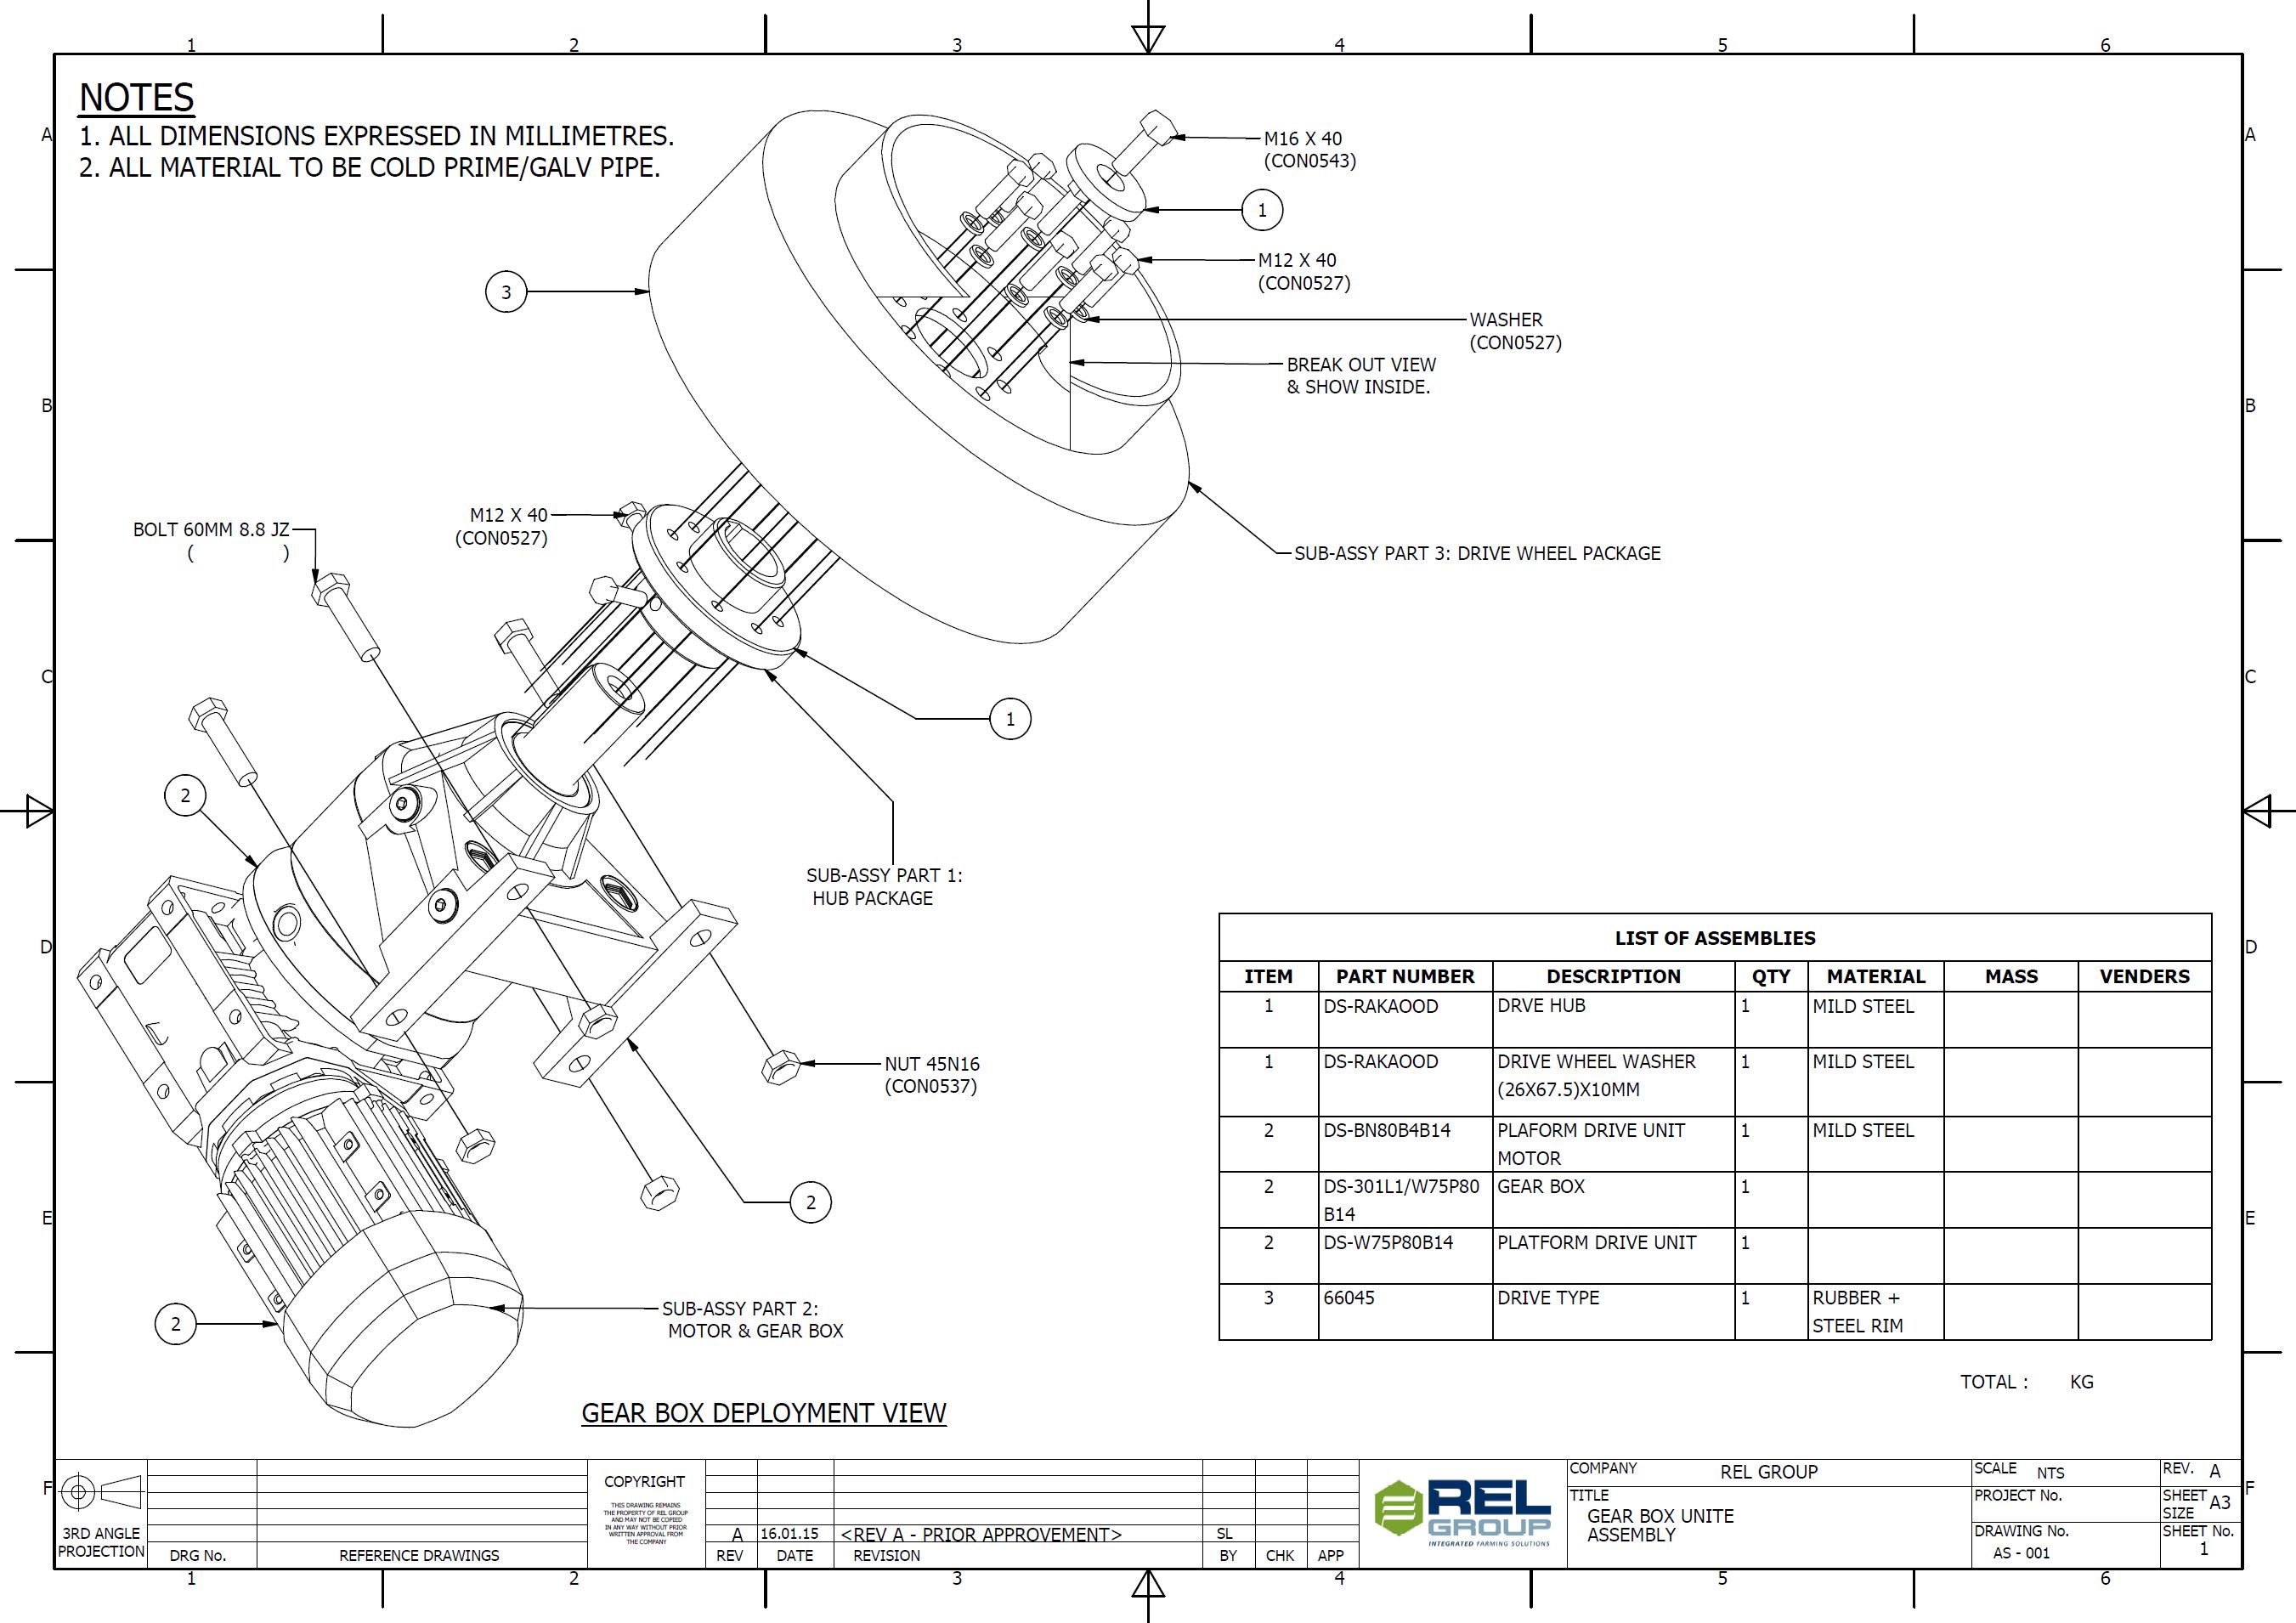 1 2 3 4 5 6
NOTES
1. ALL DIMENSIONS EXPRESSED IN MILLIMETRES.
2. ALL MATERIAL TO BE COLD PRIME/GALV PIPE.
A A
B B
C C
D D
E E
F F
M16 X 40
(CON0543)
1
M12 X 40
(CON0527)
3
WASHER
(CON0527)
BREAK OUT VIEW
& SHOW INSIDE.
M12 X 40
(CON0527)
BOLT 60MM 8.8 JZ
( )
SUB-ASSY PART 3: DRIVE WHEEL PACKAGE
1
2
SUB-ASSY PART 1:
HUB PACKAGE
NUT 45N16
(CON0537)
2
2
SUB-ASSY PART 2:
MOTOR & GEAR BOX
GEAR BOX DEPLOYMENT VIEW
LIST OF ASSEMBLIES
ITEM PART NUMBER DESCRIPTION QTY MATERIAL MASS VENDERS
1 DS-RAKAOOD DRVE HUB 1 MILD STEEL
1 DS-RAKAOOD DRIVE WHEEL WASHER 1 MILD STEEL
(26X67.5)X10MM
2 DS-BN80B4B14 PLAFORM DRIVE UNIT 1 MILD STEEL
MOTOR
2 DS-301L1/W75P80 GEAR BOX 1
B14
2 DS-W75P80B14 PLATFORM DRIVE UNIT 1
3 66045 DRIVE TYPE 1 RUBBER +
STEEL RIM
TOTAL : KG
3RD ANGLE
PROJECTION
DRG No. REFERENCE DRAWINGS
COPYRIGHT
THIS DRAWING REMAINS
THE PROPERTY OF REL GROUP
AND MAY NOT BE COPIED
IN ANY WAY WITHOUT PRIOR
WRITTEN APPROVAL FROM
THE COMPANY
A 16.01.15 <REV A - PRIOR APPROVEMENT> SL
REV DATE REVISION BY CHK APP
REL
GROUP
INTEGRATED FARMING SOLUTIONS
COMPANY REL GROUP
TITLE
GEAR BOX UNITE
ASSEMBLY
SCALE NTS
PROJECT No.
DRAWING No.
AS - 001
REV. A
SHEET A3
SIZE
SHEET No.
1
1 2 3 4 5 6